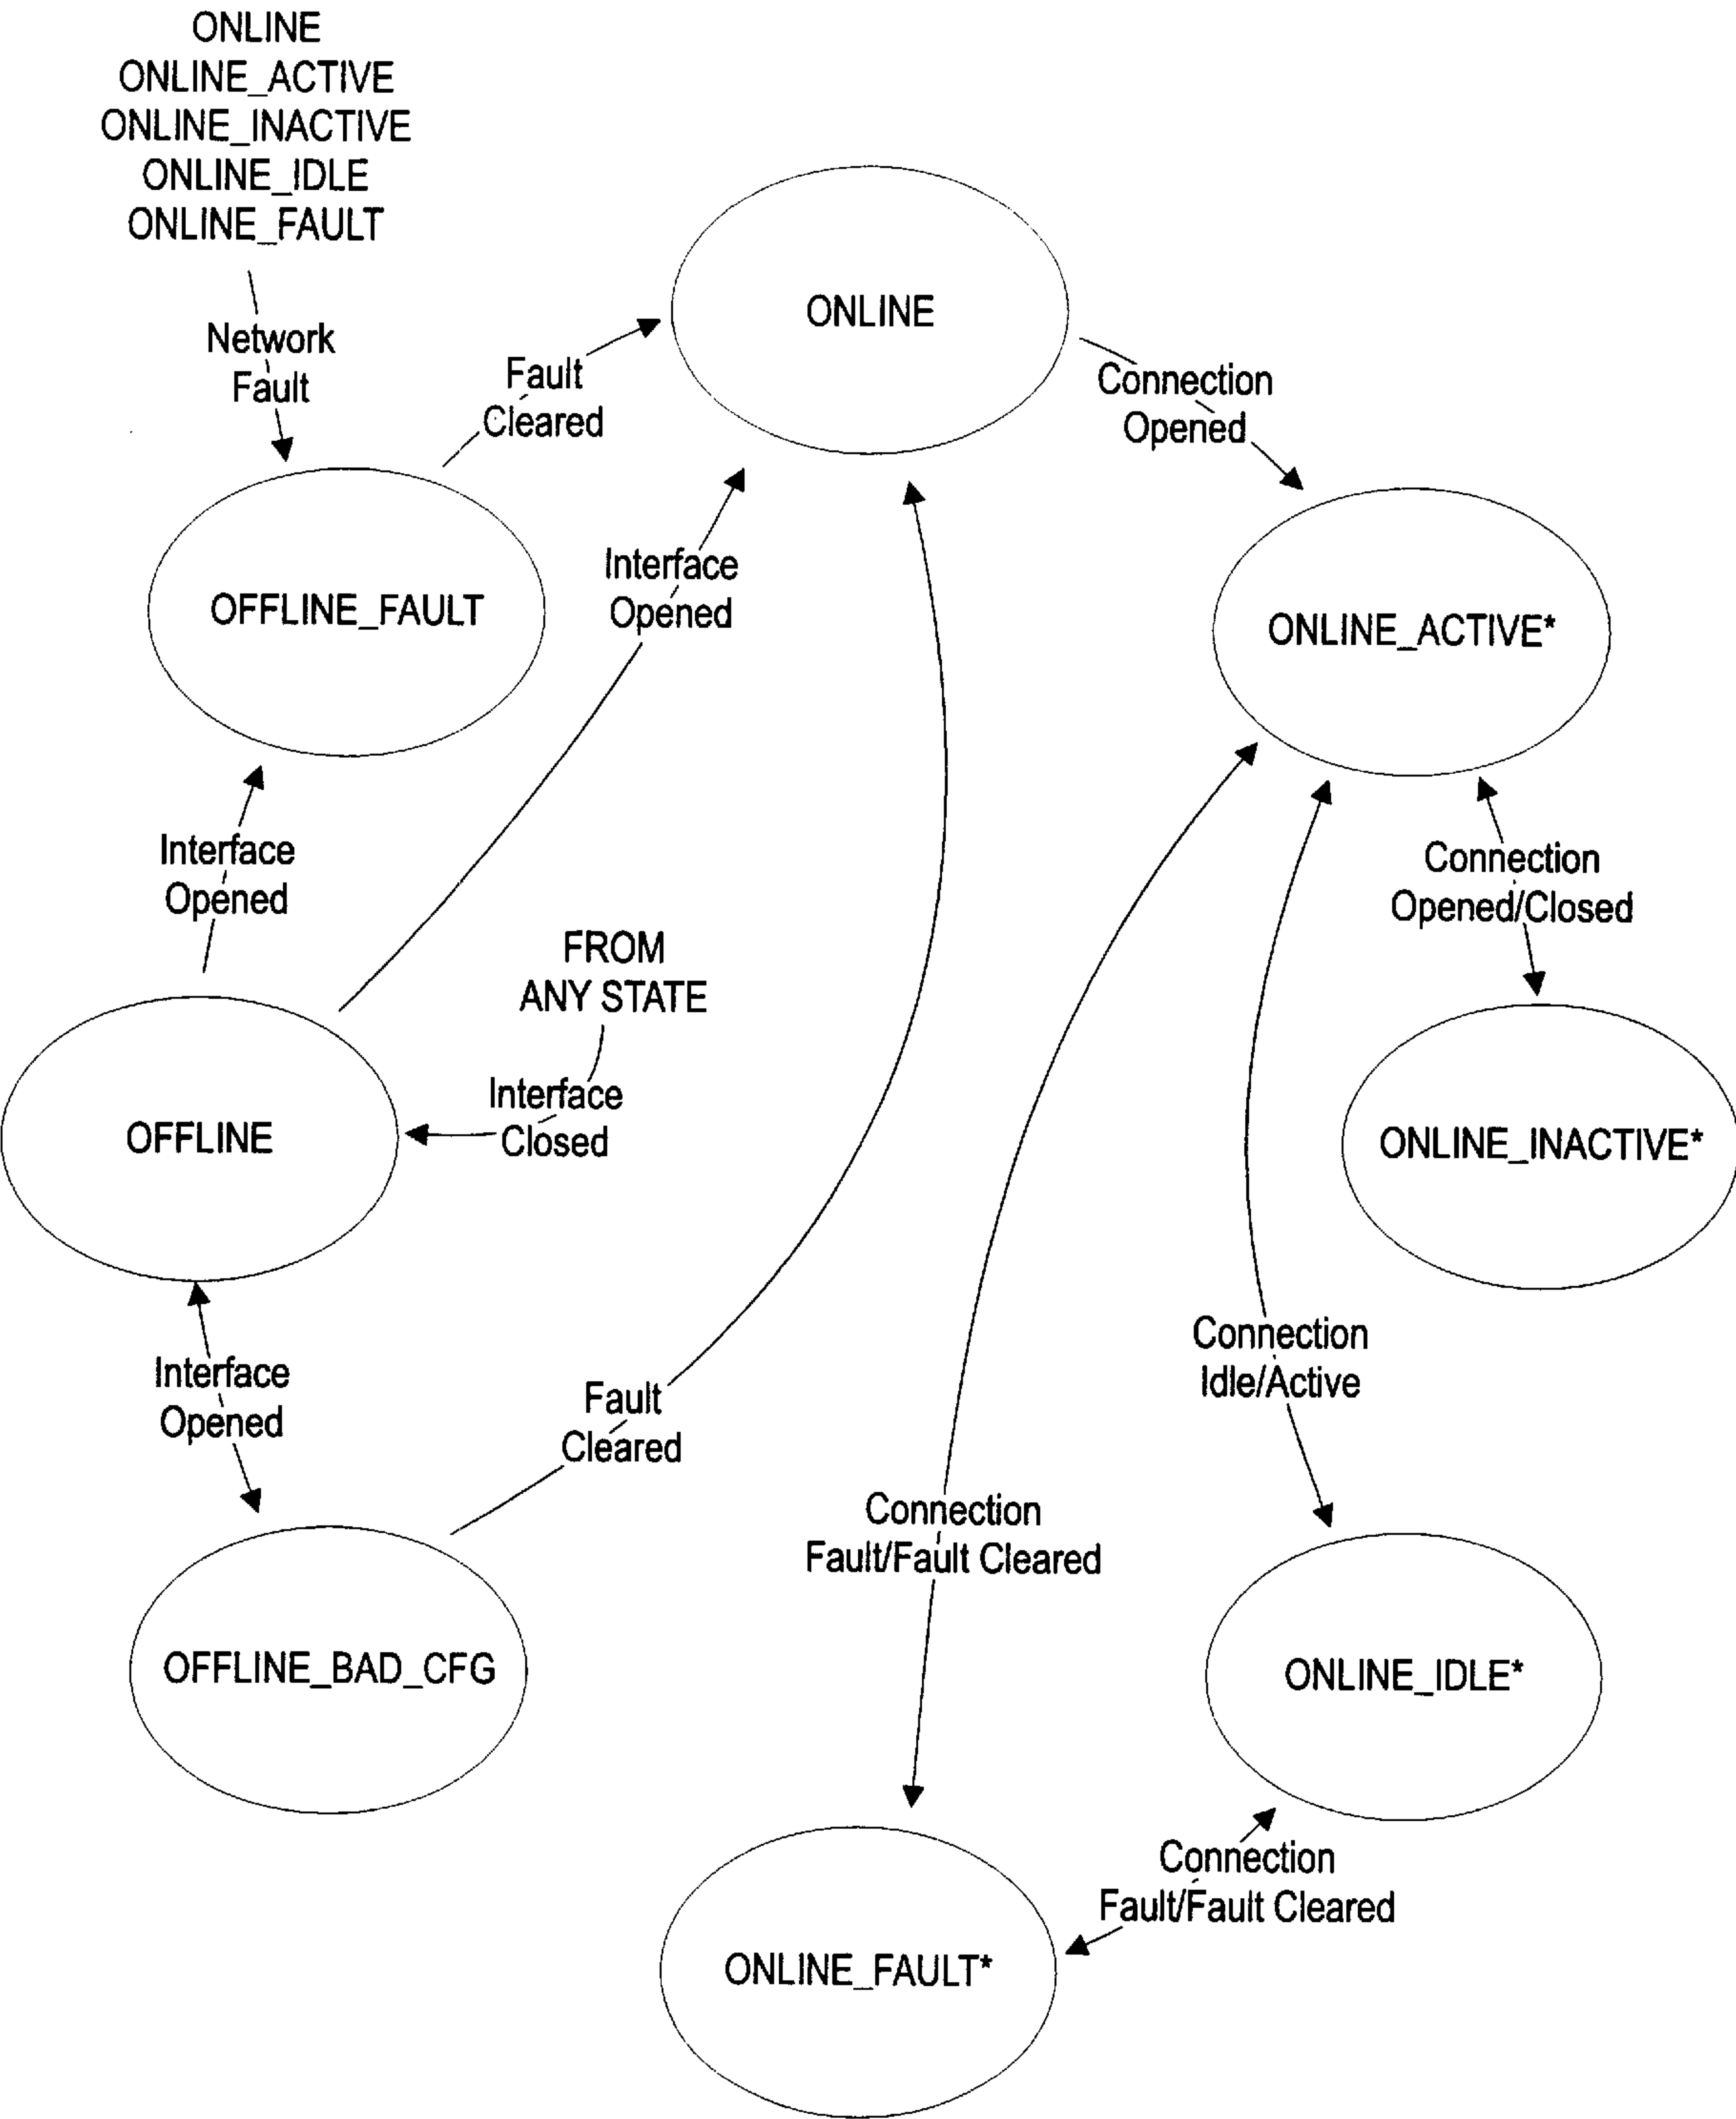 ONLINE
ONLINE_ACTIVE
ONLINE_INACTIVE
ONLINE_IDLE
ONLINE_FAULT
Network
Fault
Fault
Cleared
ONLINE
Connection
Opened
OFFLINE_FAULT
Interface
Opened
ONLINE_ACTIVE*
Interface
Opened
Connection
Opened/Closed
FROM
ANY STATE
Interface
Closed
OFFLINE
ONLINE_INACTIVE*
Interface
Opened
Fault
Cleared
Connection
Idle/Active
Connection
Fault/Fault Cleared
OFFLINE_BAD_CFG
ONLINE_IDLE*
Connection
Fault/Fault Cleared
ONLINE_FAULT*